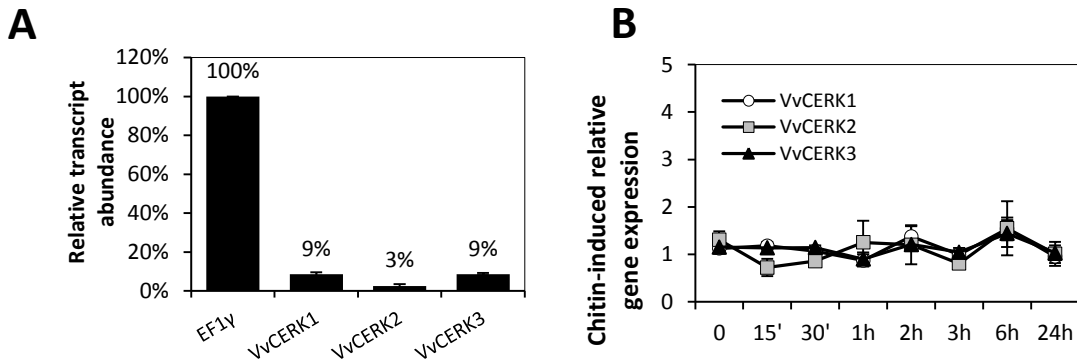 A
Relative transcript
abundance
120%
100%
80%
60%
40%
20%
0%
100%
9%
3%
9%
EF1γ
VvCERK1
VvCERK2
VvCERK3
B
Chitin-induced relative
gene expression
5
4
3
2
1
0
VvCERK1
VvCERK2
VvCERK3
0 15' 30' 1h 2h 3h 6h 24h